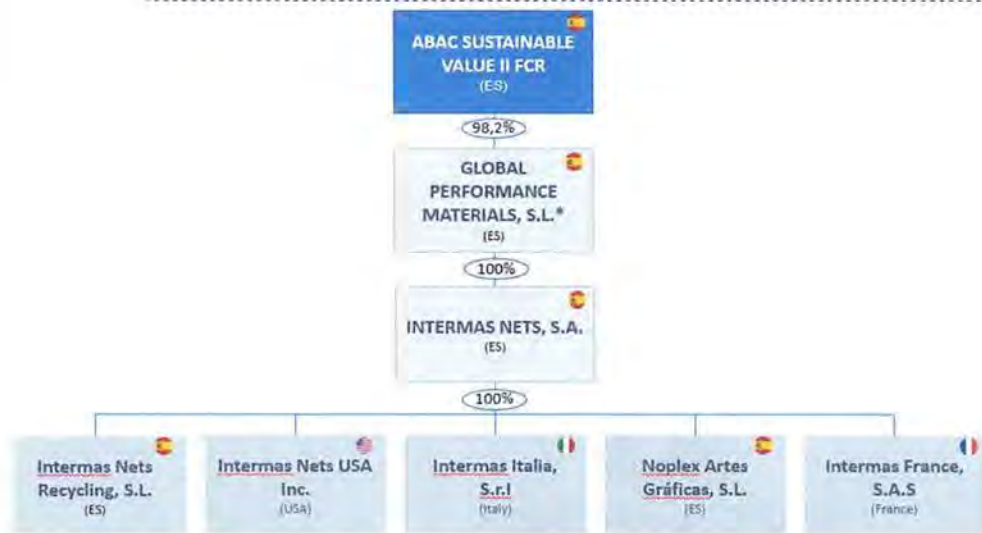 ABAC SUSTAINABLE
VALUE II FCR
(ES)
98,2%
GLOBAL
PERFORMANCE
MATERIALS, S.L.*
(ES)
100%
INTERMAS NETS, S.A.
(ES)
100%
Intermas Nets
Recycling, S.L.
(ES)
Intermas Nets USA
Inc.
(USA)
Intermas Italia,
S.r.l
(Italy)
Noplex Artes
Gráficas, S.L.
(ES)
Intermas France,
S.A.S
(France)